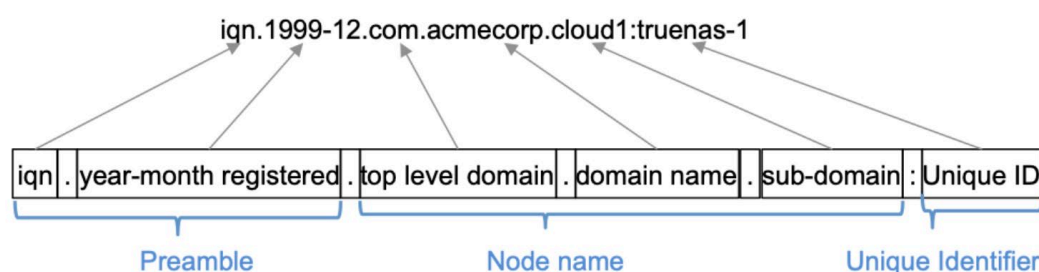 iqn.1999-12.com.acmecorp.cloud1:truenas-1
iqn . year-month registered . top level domain . domain name . sub-domain : Unique ID
Preamble Node name Unique Identifier